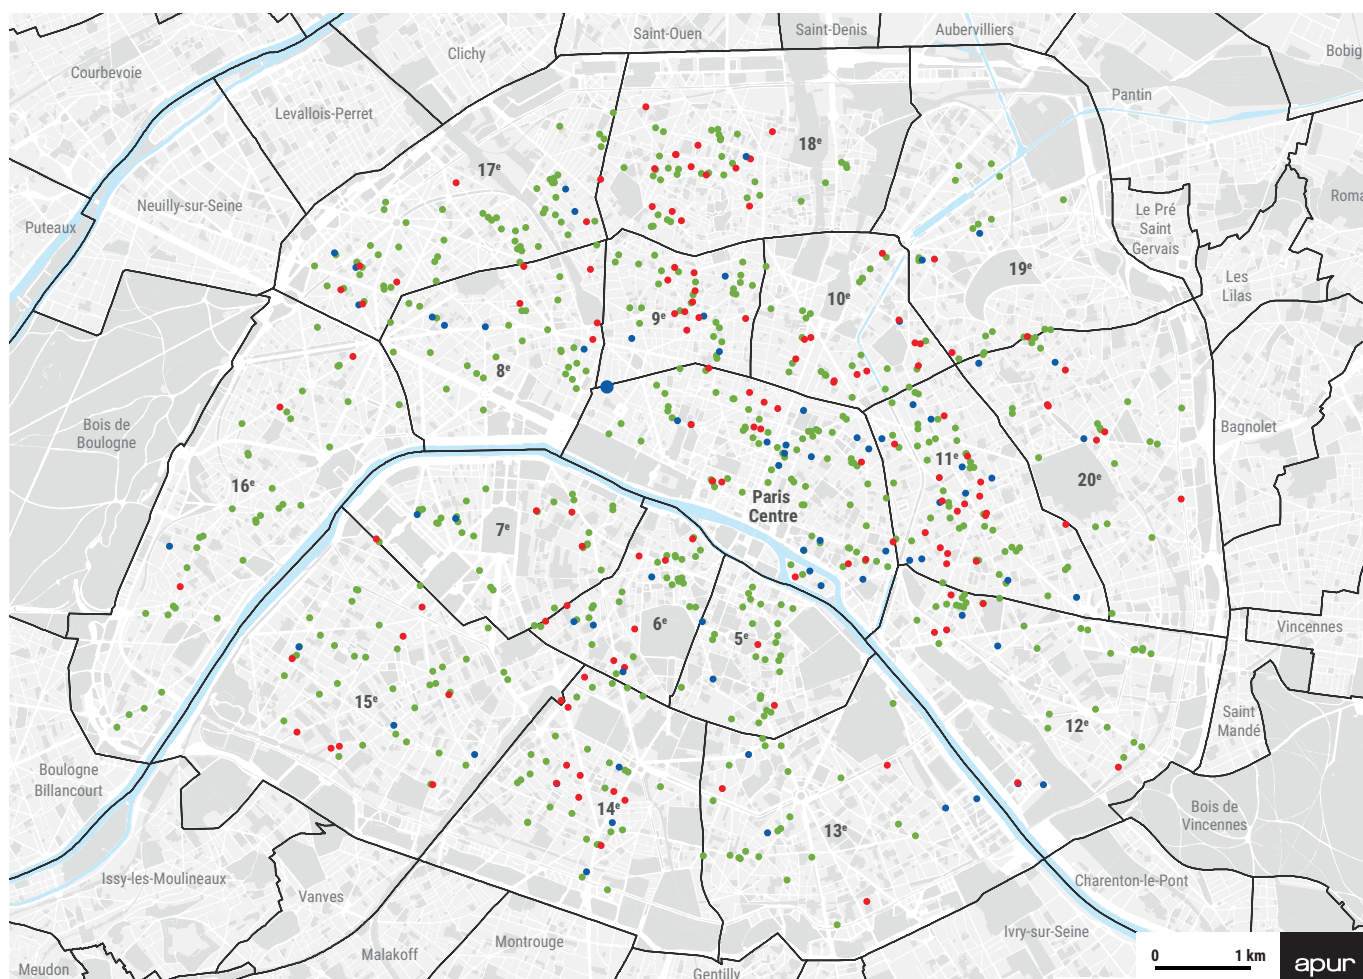 Saint-Ouen
Saint-Denis
Aubervilliers
Clichy
Bobig
Courbevoie
Pantin
Levallois-Perret
18e
17e
Neuilly-sur-Seine
Puteaux
Le Pré
Saint
Gervais
Roma
19e
Les
Lilas
10e
9e
8e
Bois de
Boulogne
Bagnolet
11e
16e
20e
Paris
Centre
7e
6e
5e
Vincennes
15e
12e
Saint
Mandé
Boulogne
Billancourt
14e
13e
Bois de
Vincennes
Issy-les-Moulineaux
Vanves
Charenton-le-Pont
Ivry-sur-Seine
Montrouge
Malakoff
Meudon
Gentilly
0 1 km
apur